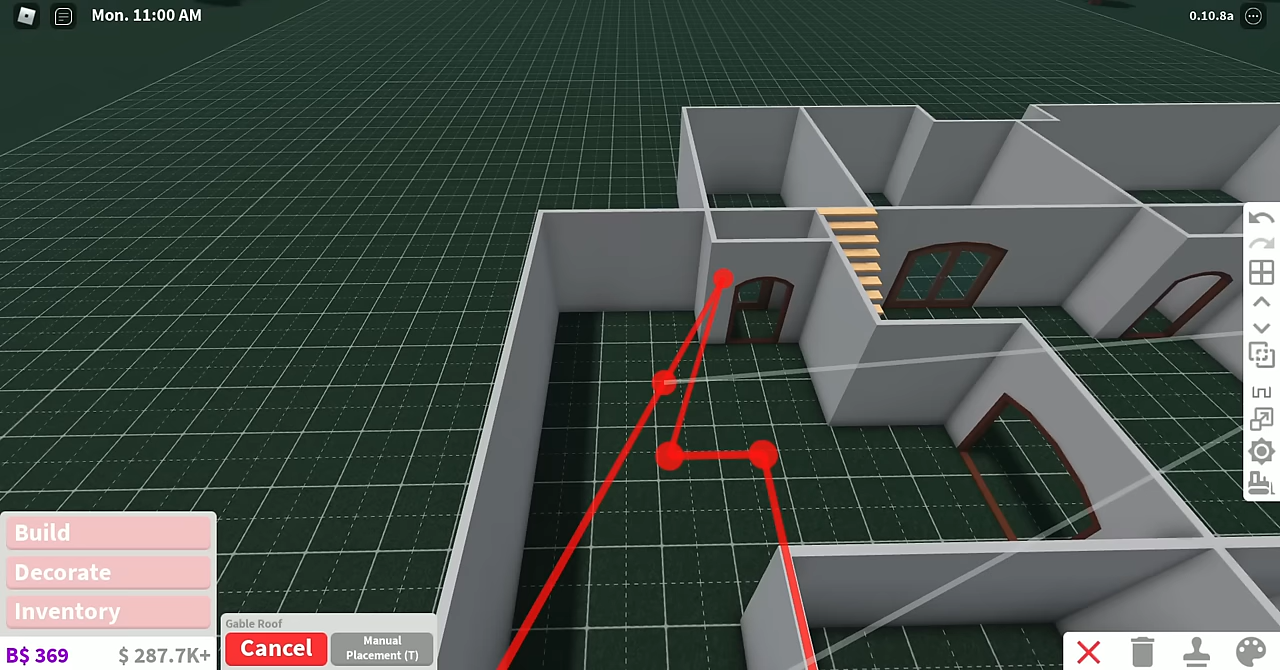 Mon. 11:00 AM
0.10.8a
Build
Decorate
Inventory
B$ 369
$ 287.7K+
Gable Roof
Cancel
Manual
Placement (T)